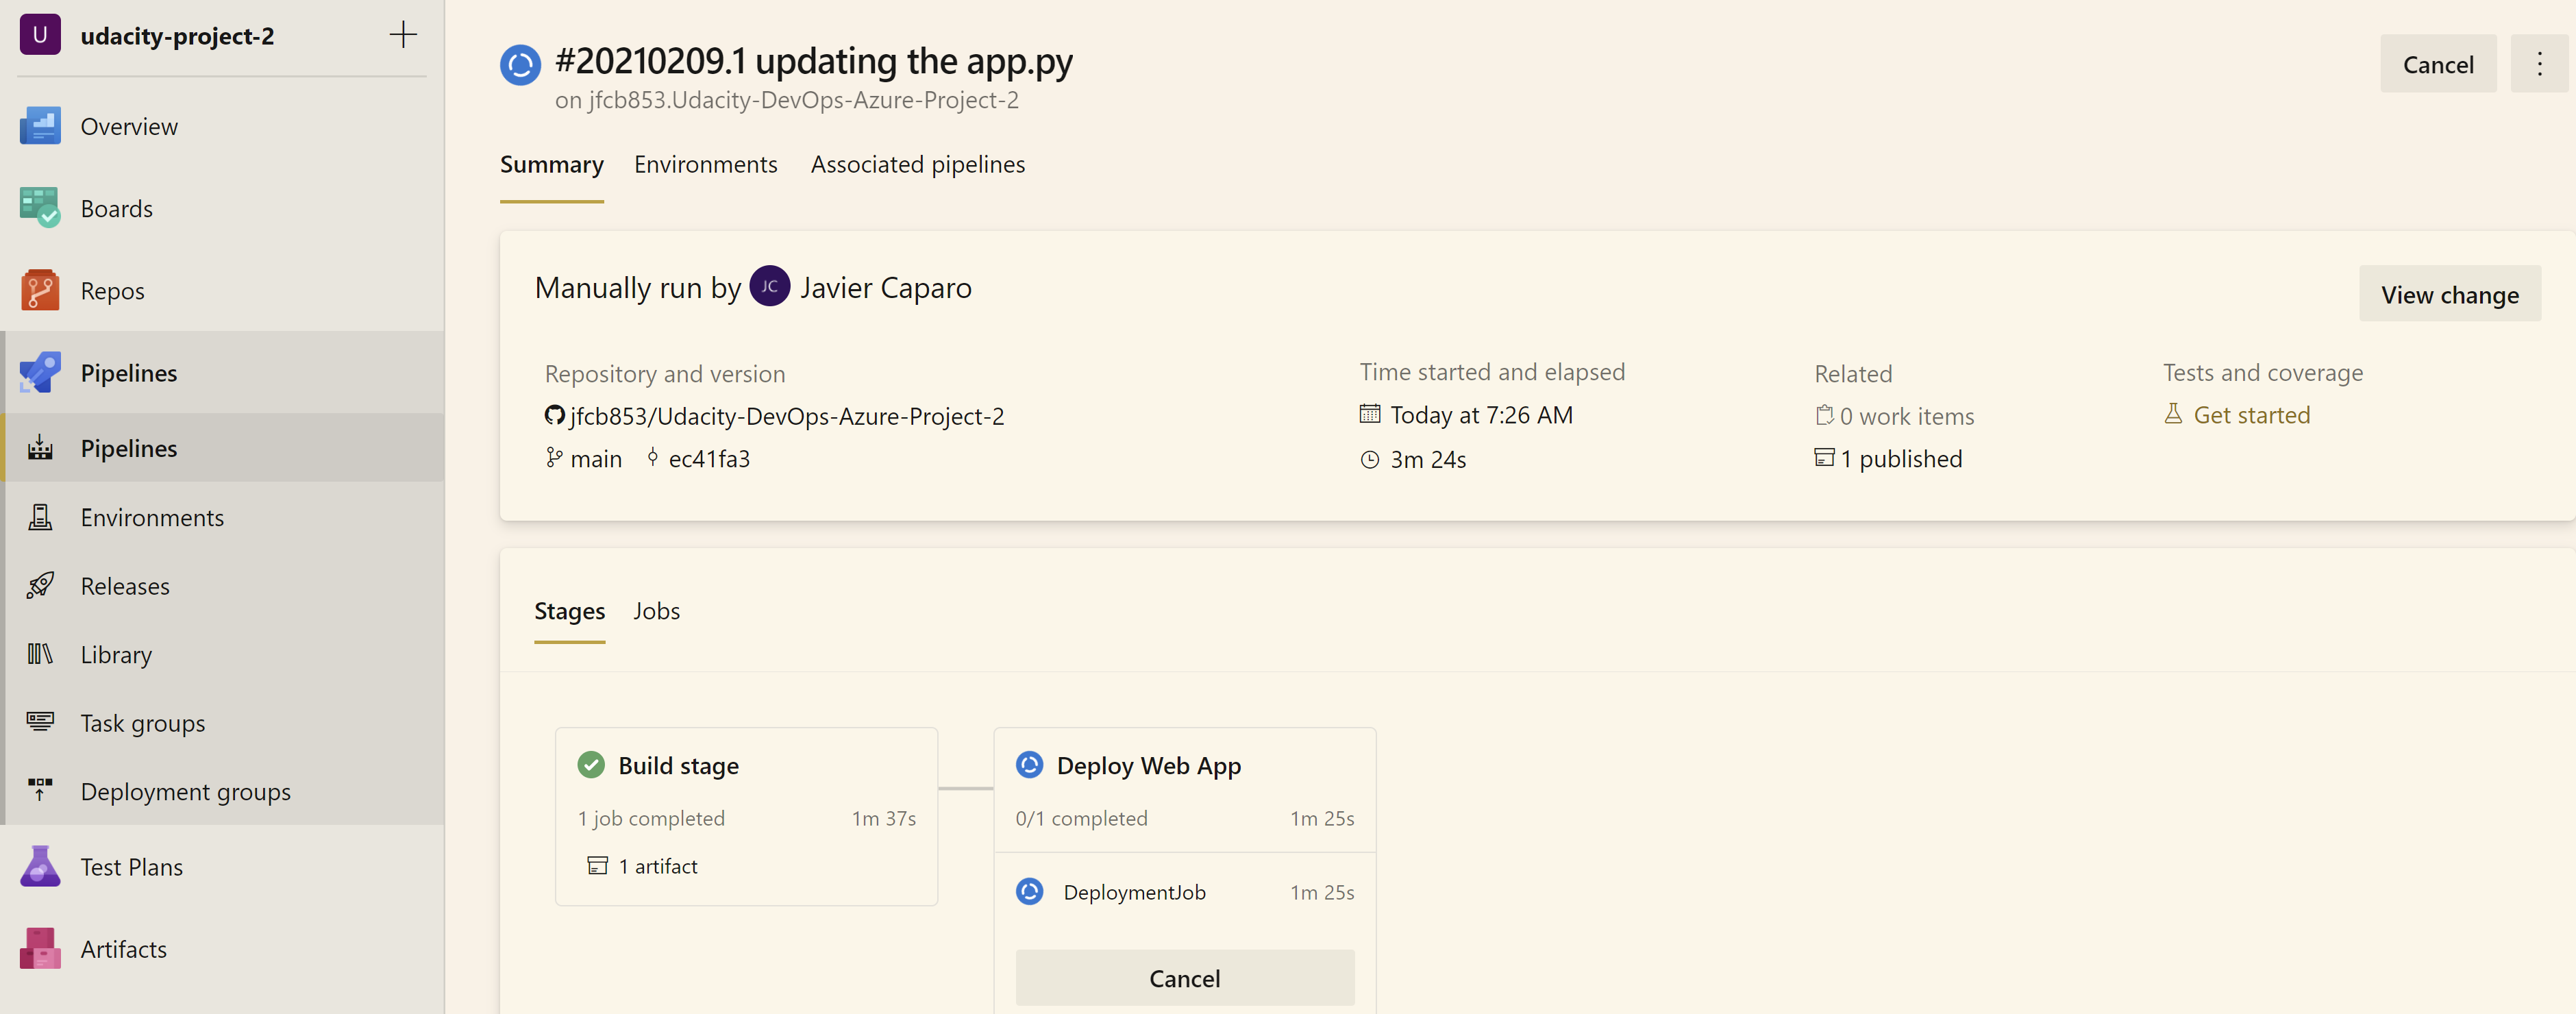 U udacity-project-2
Overview
Boards
Repos
Pipelines
Pipelines
Environments
Releases
Library
Task groups
Deployment groups
Test Plans
Artifacts
#20210209.1 updating the app.py
on jfcb853.Udacity-DevOps-Azure-Project-2
Cancel
Summary Environments Associated pipelines
Manually run by JC Javier Caparo
View change
Repository and version
jfcb853/Udacity-DevOps-Azure-Project-2
main ec41fa3
Time started and elapsed
Today at 7:26 AM
3m 24s
Related
0 work items
1 published
Tests and coverage
Get started
Stages Jobs
Build stage
1 job completed 1m 37s
1 artifact
Deploy Web App
0/1 completed 1m 25s
DeploymentJob 1m 25s
Cancel